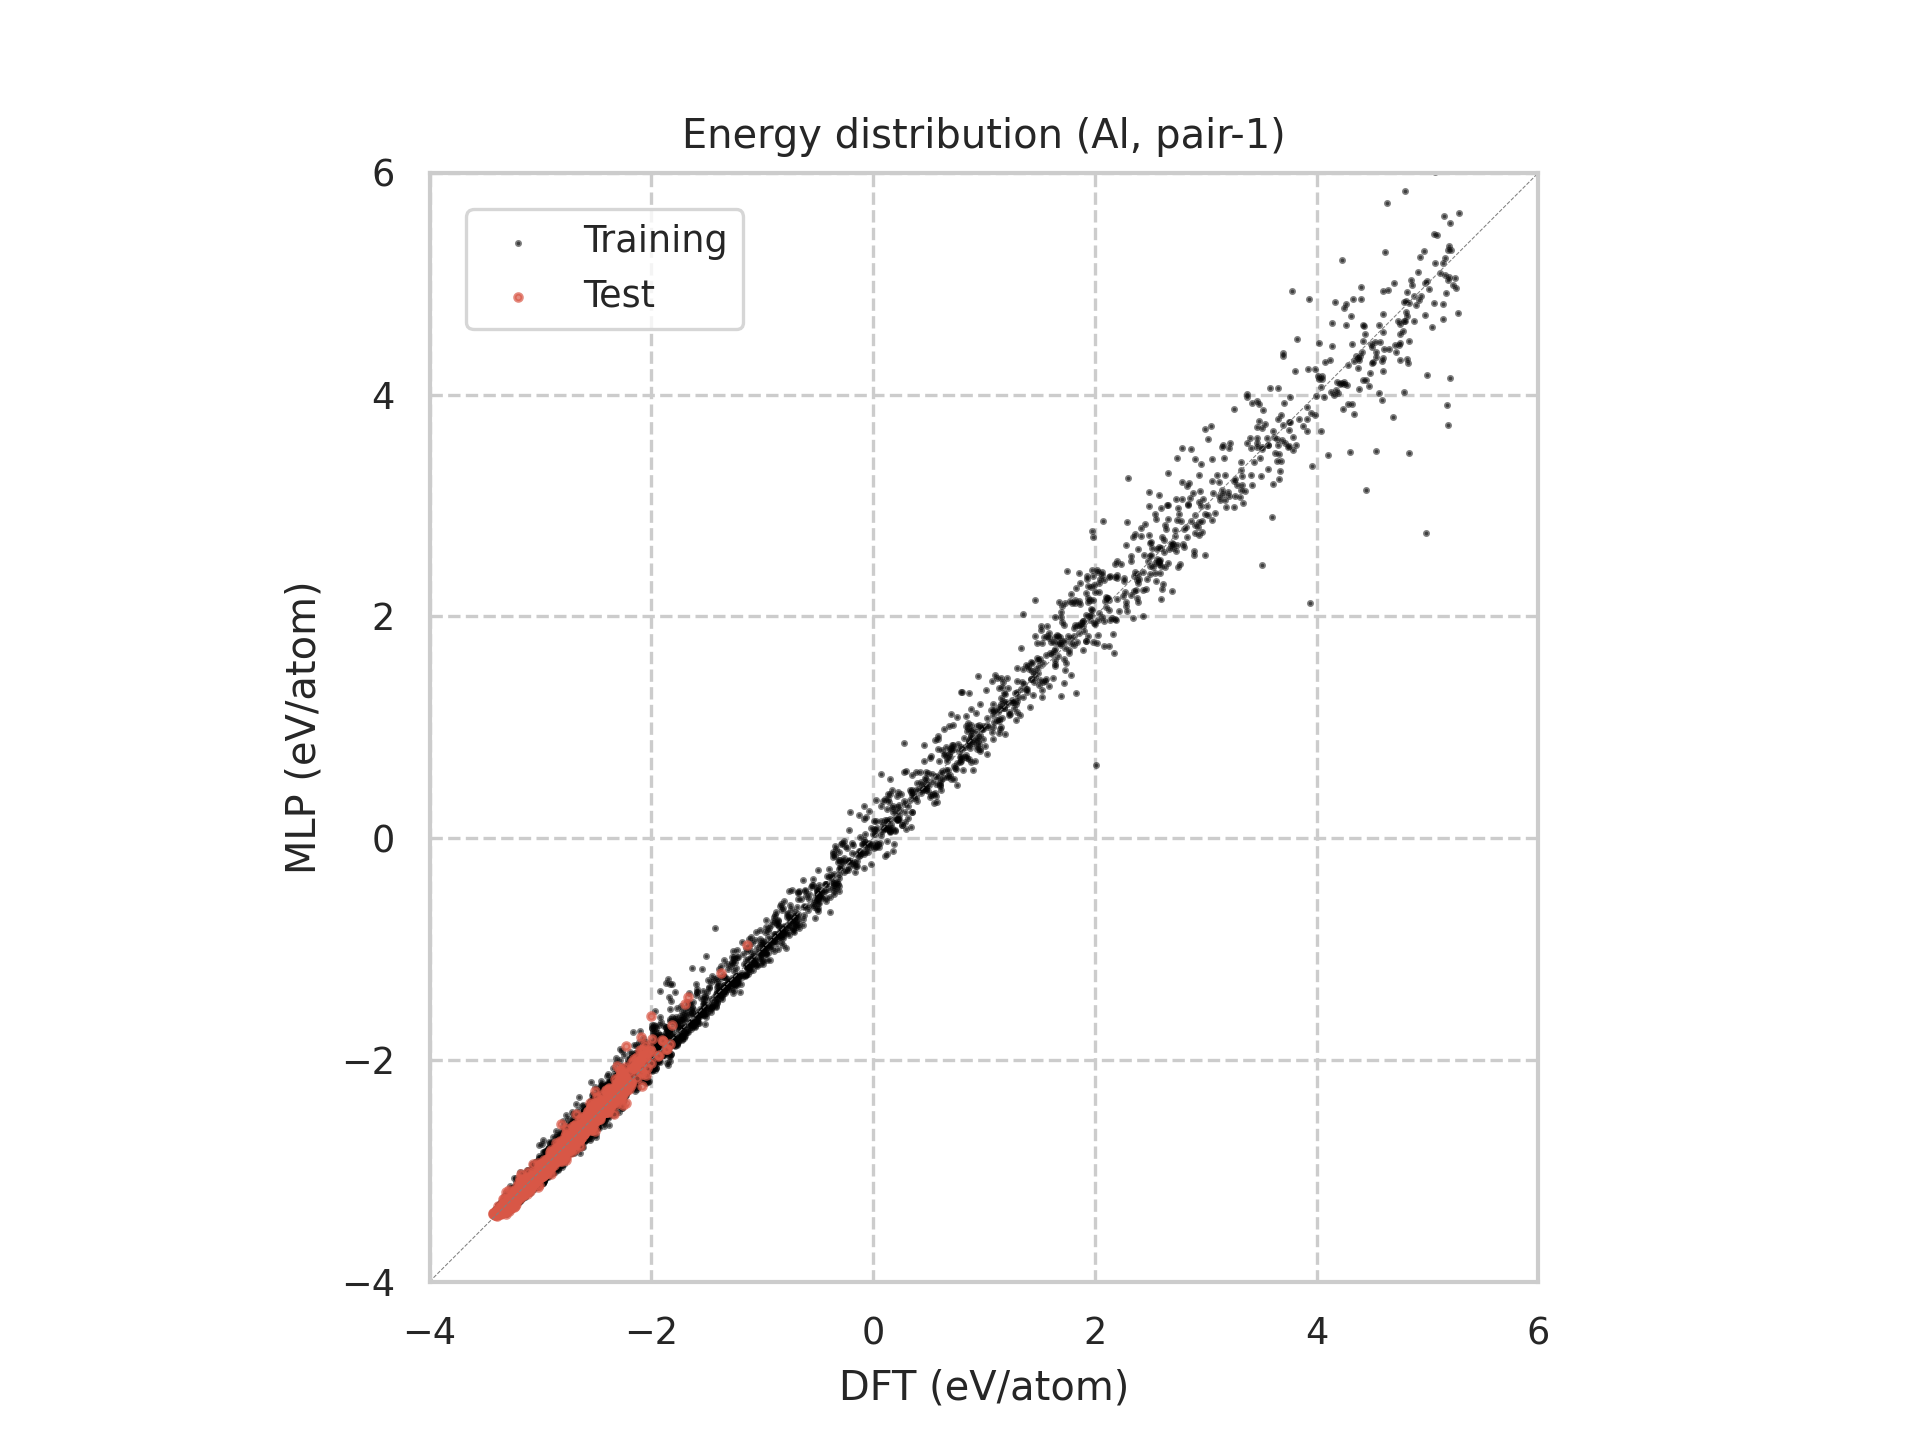 Energy distribution (Al, pair-1)
6
4
2
0
−2
−4
MLP (eV/atom)
Training
Test
−4
−2
0
2
4
6
DFT (eV/atom)